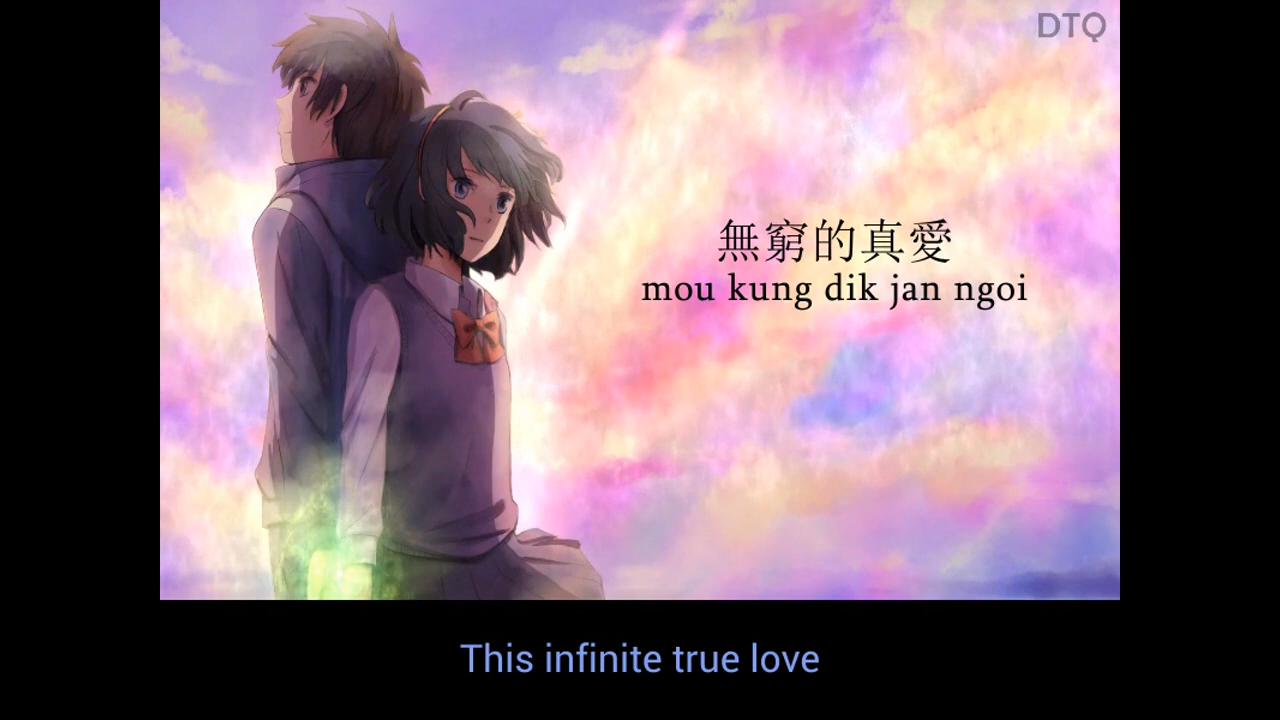 DTQ
無窮的真愛
mou kung dik jan ngoi
This infinite true love